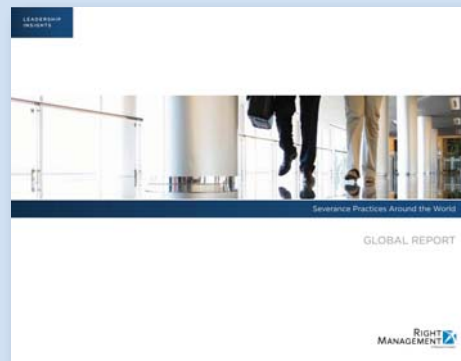 LEADERSHIP
INSIGHTS
Severance Practices Around the World
GLOBAL REPORT
RIGHT
MANAGEMENT